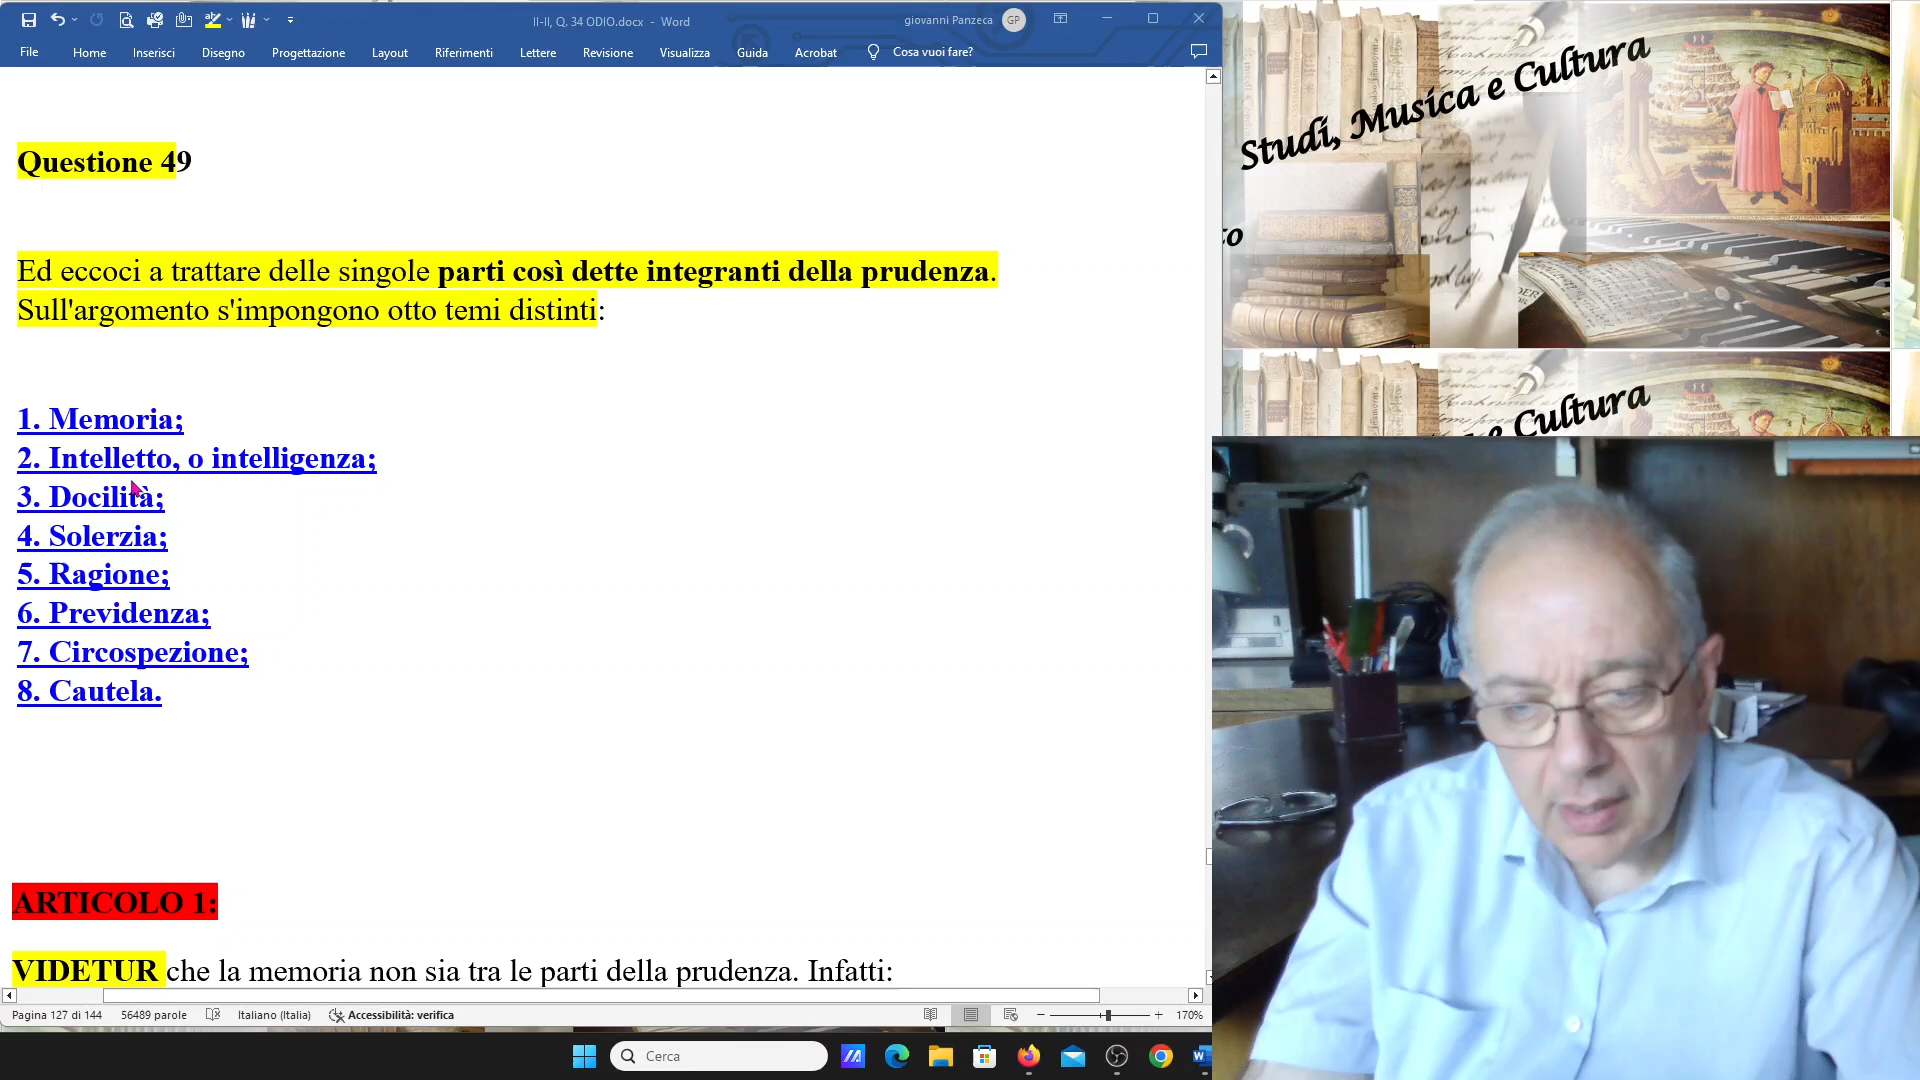 II-II, Q. 34 ODIO.docx - Word
giovanni Panzeca GP
File Home Inserisci Disegno Progettazione Layout Riferimenti Lettere Revisione Visualizza Guida Acrobat Cosa vuoi fare?
Questione 49
Ed eccoci a trattare delle singole parti così dette integranti della prudenza.
Sull'argomento s'impongono otto temi distinti:
1. Memoria;
2. Intelletto, o intelligenza;
3. Docilità;
4. Solerzia;
5. Ragione;
6. Previdenza;
7. Circospezione;
8. Cautela.
ARTICOLO 1:
VIDETUR che la memoria non sia tra le parti della prudenza. Infatti:
Pagina 127 di 144 56489 parole Italiano (Italia) Accessibilità: verifica 170%
Cerca
Studi, Musica e Cultura
to
e Cultura